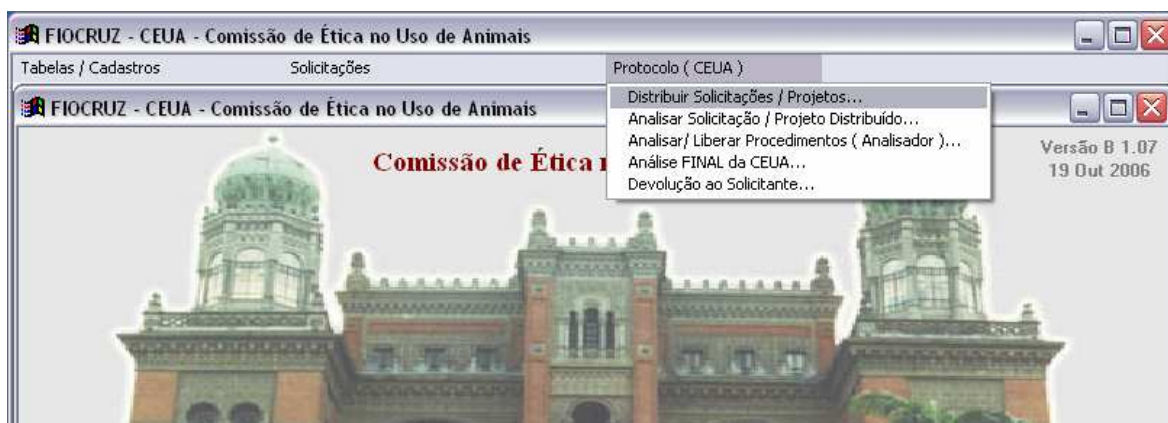 FIOCRUZ - CEUA - Comissão de Ética no Uso de Animais
Tabelas / Cadastros Solicitações Protocolo ( CEUA )
Distribuir Solicitações / Projetos...
FIOCRUZ - CEUA - Comissão de Ética no Uso de Animais
Analisar Solicitação / Projeto Distribuído...
Analisar/ Liberar Procedimentos ( Analisador )...
Análise FINAL da CEUA...
Devolução ao Solicitante...
Comissão de Ética
Versão B 1.07
19 Out 2006